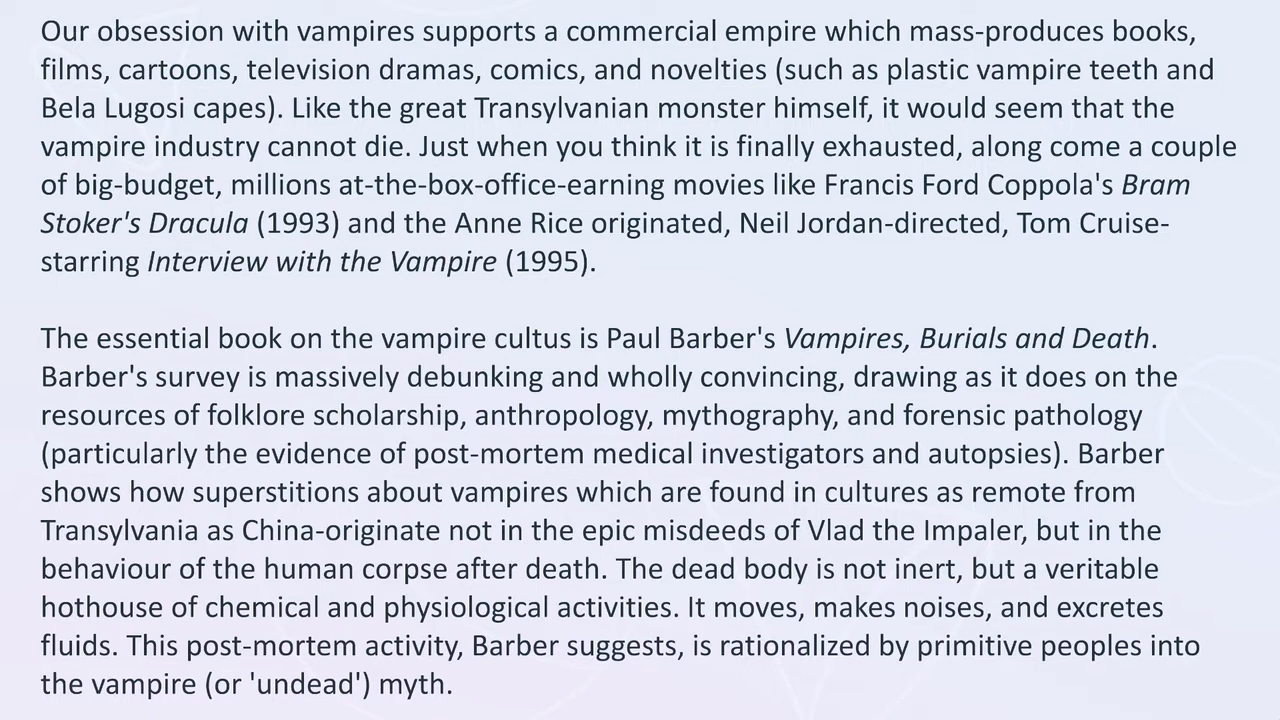 Our obsession with vampires supports a commercial empire which mass-produces books,
films, cartoons, television dramas, comics, and novelties (such as plastic vampire teeth and
Bela Lugosi capes). Like the great Transylvanian monster himself, it would seem that the
vampire industry cannot die. Just when you think it is finally exhausted, along come a couple
of big-budget, millions at-the-box-office-earning movies like Francis Ford Coppola's Bram
Stoker's Dracula (1993) and the Anne Rice originated, Neil Jordan-directed, Tom Cruise-
starring Interview with the Vampire (1995).

The essential book on the vampire cultus is Paul Barber's Vampires, Burials and Death.
Barber's survey is massively debunking and wholly convincing, drawing as it does on the
resources of folklore scholarship, anthropology, mythography, and forensic pathology
(particularly the evidence of post-mortem medical investigators and autopsies). Barber
shows how superstitions about vampires which are found in cultures as remote from
Transylvania as China-originate not in the epic misdeeds of Vlad the Impaler, but in the
behaviour of the human corpse after death. The dead body is not inert, but a veritable
hothouse of chemical and physiological activities. It moves, makes noises, and excretes
fluids. This post-mortem activity, Barber suggests, is rationalized by primitive peoples into
the vampire (or 'undead') myth.